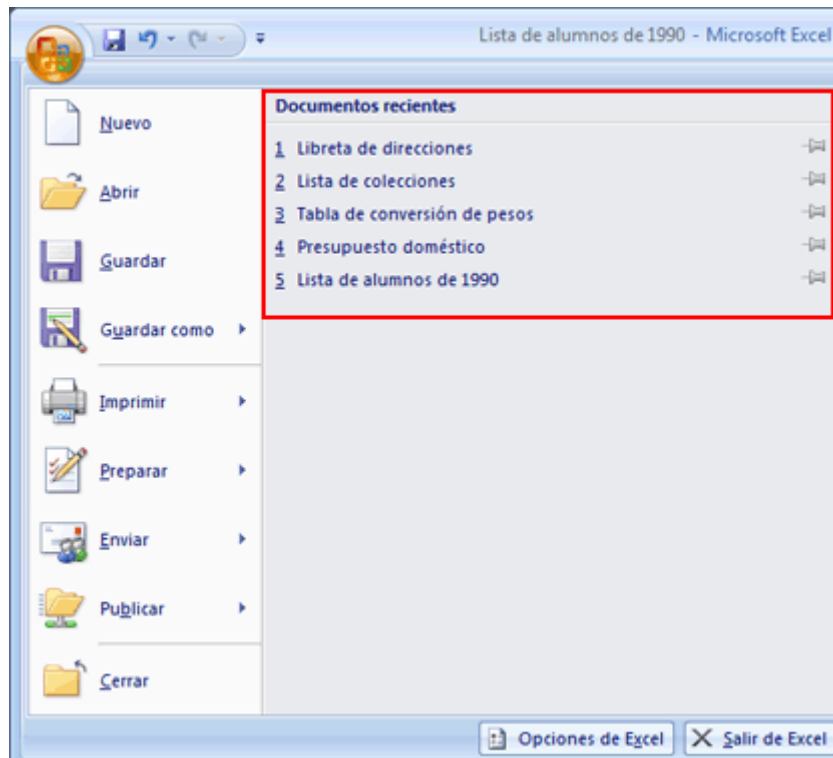 Lista de alumnos de 1990 - Microsoft Excel
Nuevo
Abrir
Guardar
Guardar como
Imprimir
Preparar
Enviar
Publicar
Cerrar
Documentos recientes
1 Libreta de direcciones
2 Lista de colecciones
3 Tabla de conversión de pesos
4 Presupuesto doméstico
5 Lista de alumnos de 1990
Opciones de Excel
Salir de Excel